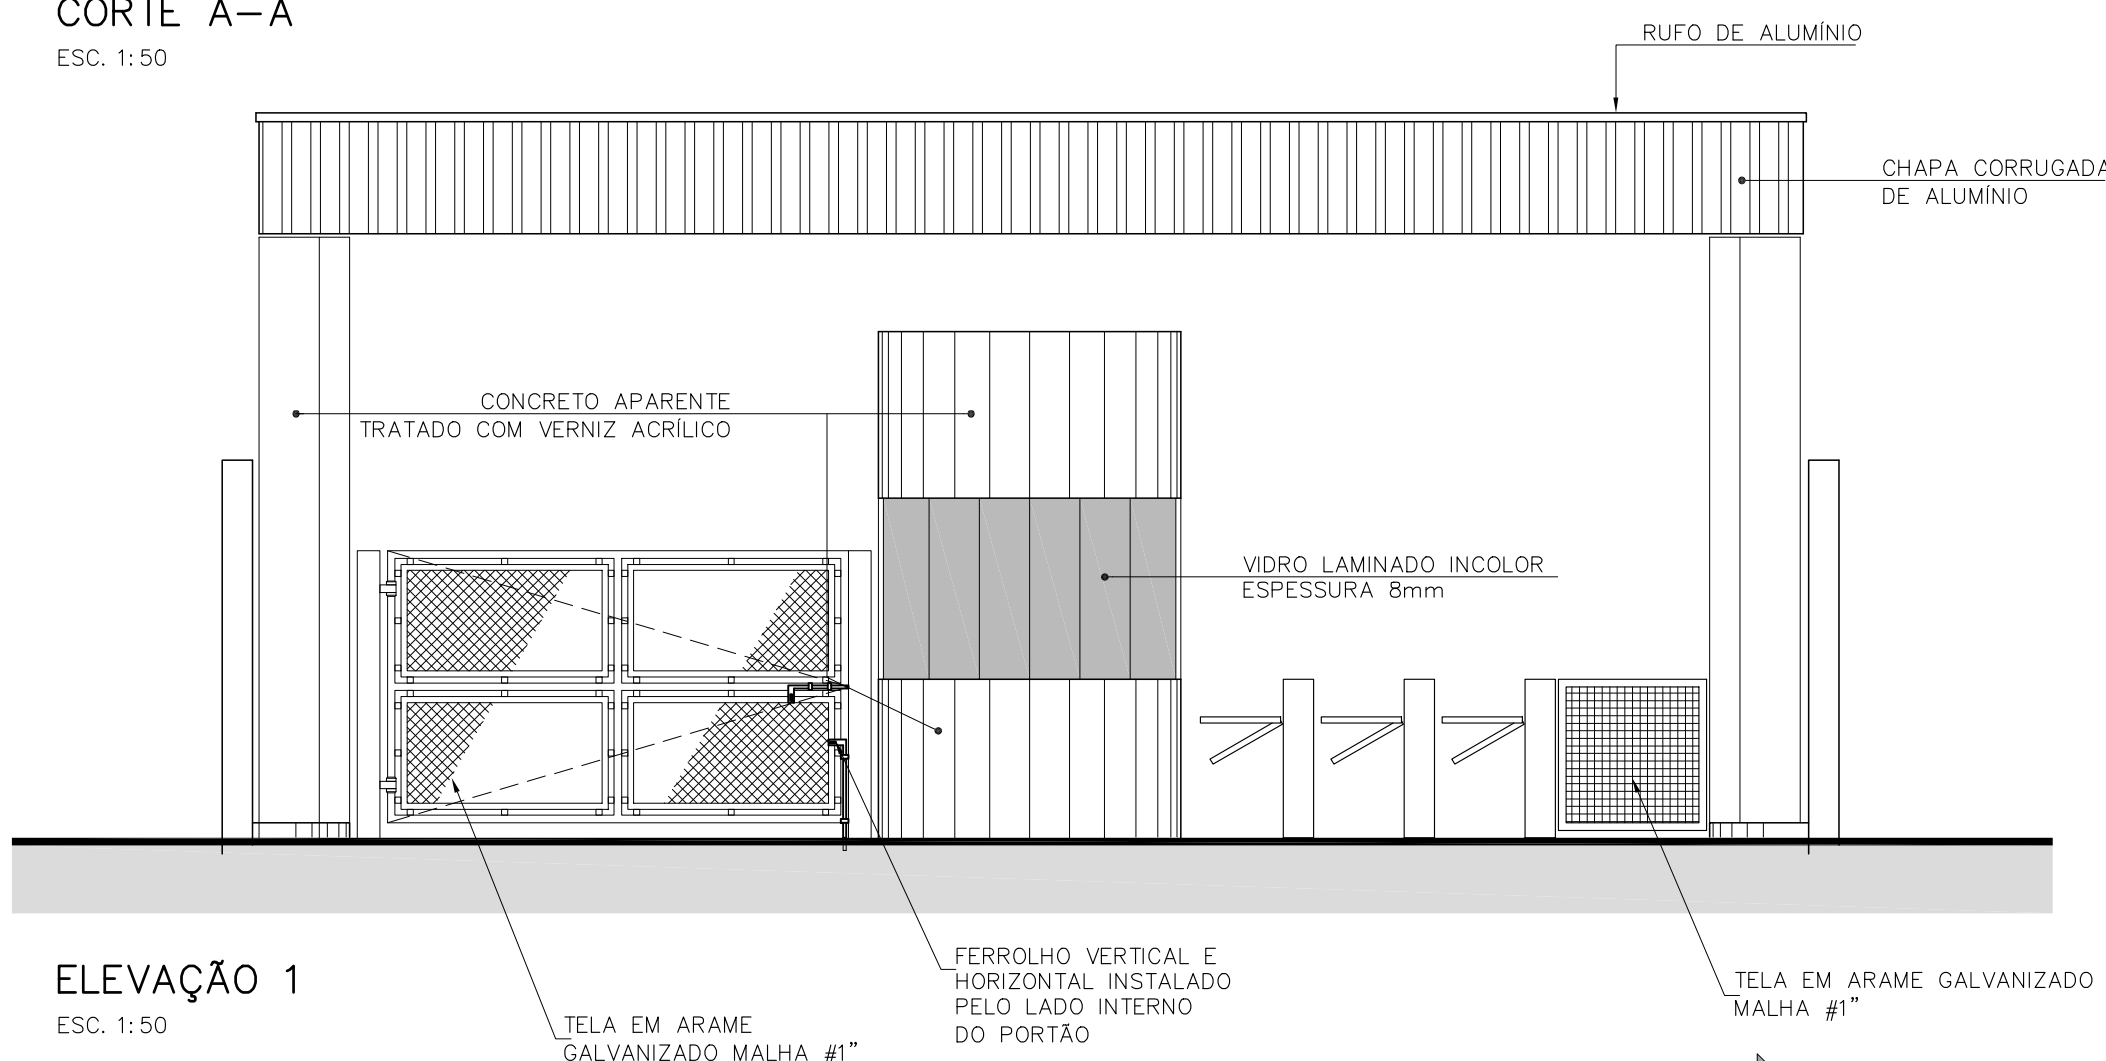 CORTE A–A
ESC. 1:50
RUFO DE ALUMÍNIO
CHAPA CORRUGADA
DE ALUMÍNIO
CONCRETO APARENTE
TRATADO COM VERNIZ ACRÍLICO
VIDRO LAMINADO INCOLOR
ESPESSURA 8mm
FERROLHO VERTICAL E
HORIZONTAL INSTALADO
PELO LADO INTERNO
DO PORTÃO
TELA EM ARAME GALVANIZADO
MALHA #1”
ELEVAÇÃO 1
ESC. 1:50
TELA EM ARAME
GALVANIZADO MALHA #1”